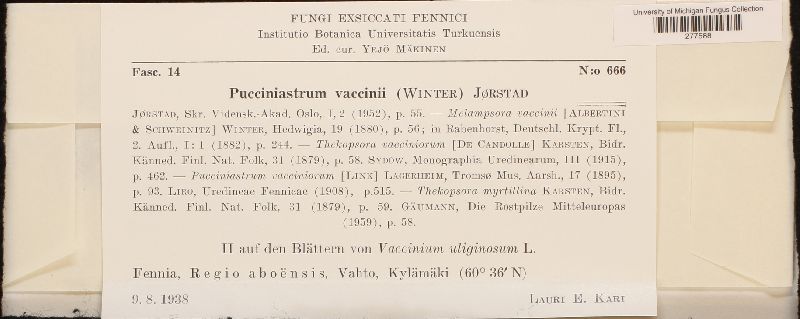 FUNGI EXSICCATI FENNICI
Institutio Botanica Universitatis Turkuensis
Ed. cur. YRJÖ MÄKINEN
University of Michigan Fungus Collection
277568
Fasc. 14 N:o 666
Pucciniastrum vaccinii (WINTER) JØRSTAD
JØRSTAD, Skr. Vidensk.-Akad. Oslo, I, 2 (1952), p. 55. — Melampsora vaccinii [ALBERTINI
& SCHWEINITZ] WINTER, Hedwigia, 19 (1880), p. 56; in Rabenhorst, Deutschl. Krypt. Fl.,
2. Aufl., I: 1 (1882), p. 244. — Thekopsora vacciniorum [DE CANDOLLE] KARSTEN, Bidr.
Känned. Finl. Nat. Folk, 31 (1879), p. 58. SYDOW, Monographia Uredinearum, III (1915),
p. 462. — Pucciniastrum vacciniorum [LINK] LAGERHEIM, Tromsø Mus. Aarsh., 17 (1895),
p. 93. LIRO, Uredineae Fennicae (1908), p.515. — Thekopsora myrtillina KARSTEN, Bidr.
Känned. Finl. Nat. Folk, 31 (1879), p. 59. GÄUMANN, Die Rostpilze Mitteleuropas
(1959), p. 58.
II auf den Blättern von Vaccinium uliginosum L.
Fennia, Regio aboënsis, Vahto, Kylämäki (60° 36′ N)
9. 8. 1938 LAURI E. KARI